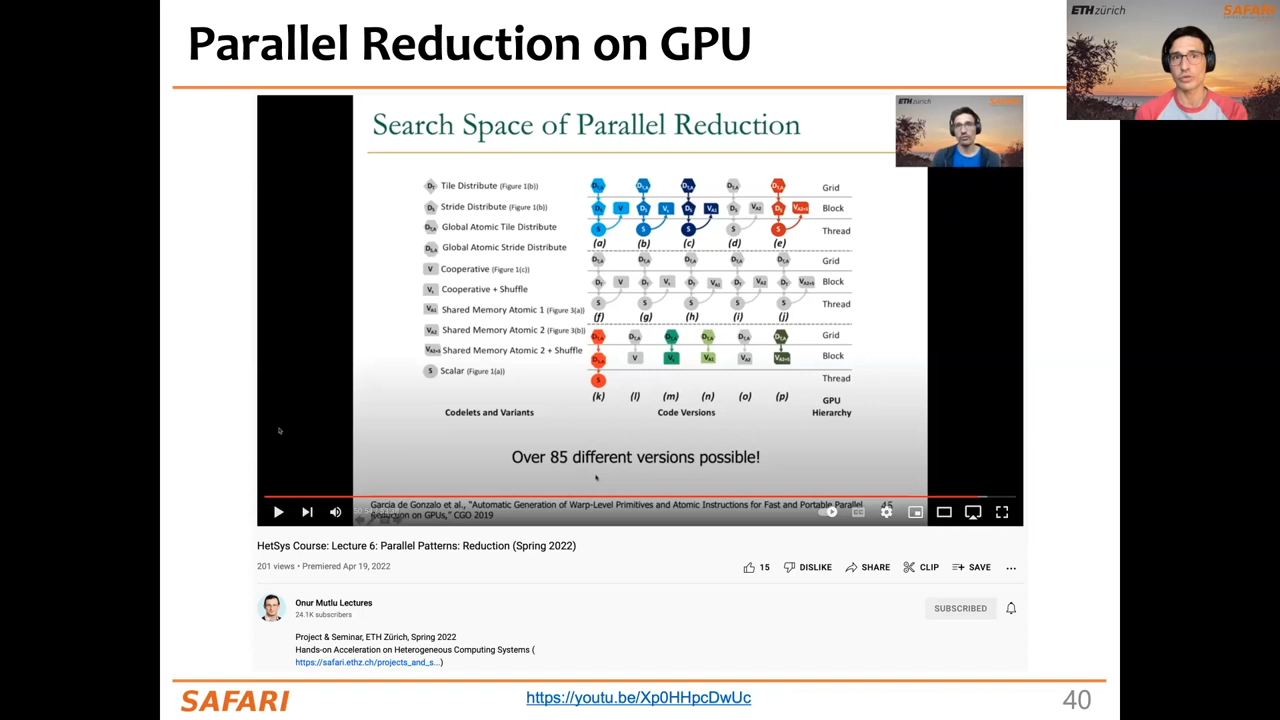 Parallel Reduction on GPU
ETH zürich
SAFARI
ETH zürich
Search Space of Parallel Reduction
Tile Distribute (Figure 1(b))
Stride Distribute (Figure 1(b))
Global Atomic Tile Distribute
Global Atomic Stride Distribute
V Cooperative (Figure 1(c))
Cooperative + Shuffle
Shared Memory Atomic 1 (Figure 3(a))
Shared Memory Atomic 2 (Figure 3(b))
Shared Memory Atomic 2 + Shuffle
S Scalar (Figure 1(a))
Grid
Block
Thread
(a) (b) (c) (d) (e)
Grid
Block
Thread
(f) (g) (h) (i) (j)
Grid
Block
Thread
(k) (l) (m) (n) (o) (p)
GPU
Hierarchy
Codelets and Variants
Code Versions
Over 85 different versions possible!
Garcia de Gonzalo et al., "Automatic Generation of Warp-Level Primitives and Atomic Instructions for Fast and Portable Parallel
Reduction on GPUs," CGO 2019
HetSys Course: Lecture 6: Parallel Patterns: Reduction (Spring 2022)
201 views • Premiered Apr 19, 2022
15 DISLIKE SHARE CLIP SAVE ...
Onur Mutlu Lectures
24.1K subscribers
SUBSCRIBED
Project & Seminar, ETH Zürich, Spring 2022
Hands-on Acceleration on Heterogeneous Computing Systems (
https://safari.ethz.ch/projects_and_s...)
SAFARI
https://youtu.be/Xp0HHpcDwUc
40